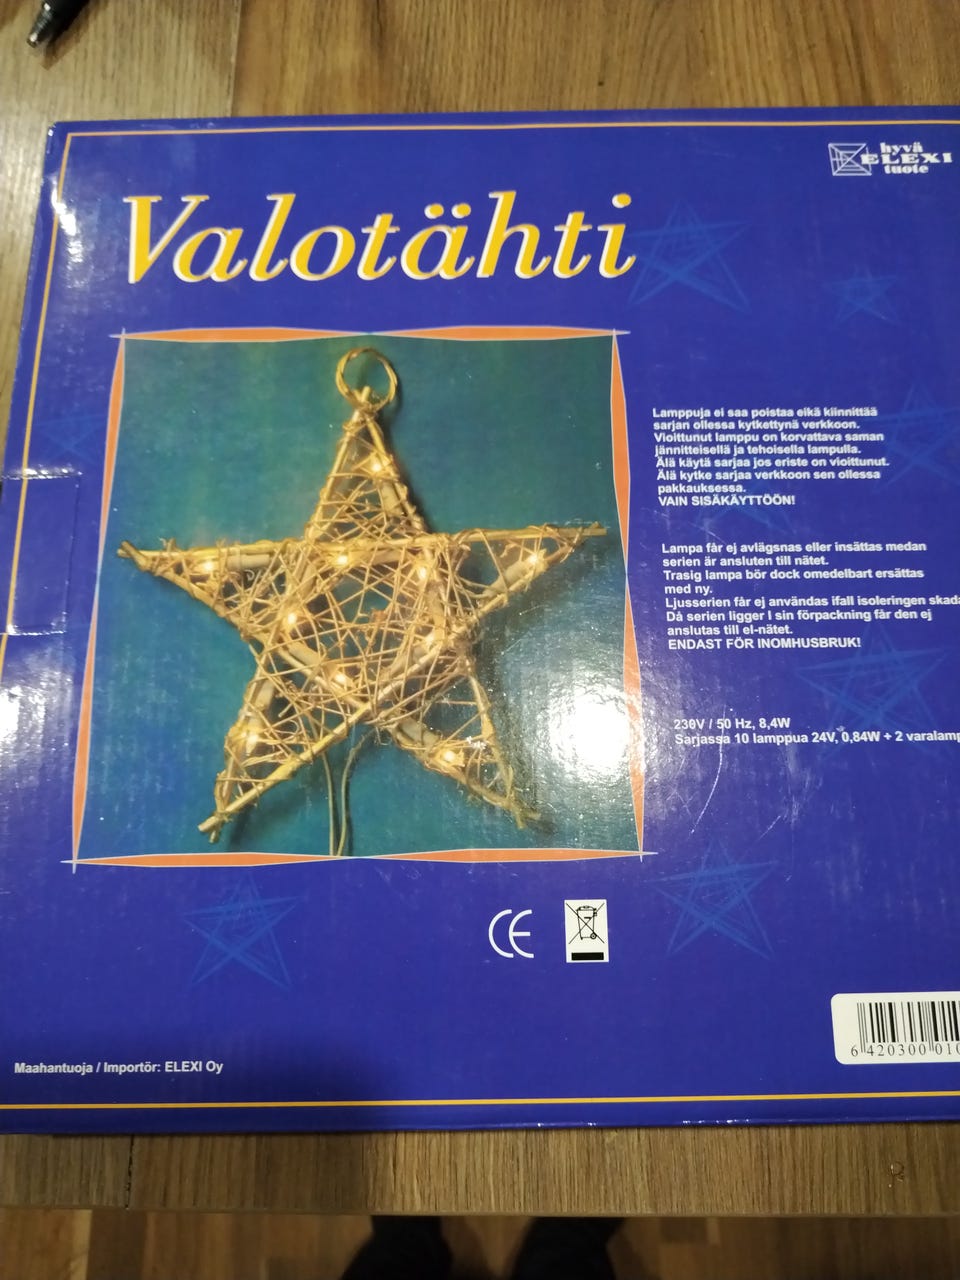 hyvä
ELEXI
tuote
Valotähti
Lamppuja ei saa poistaa eikä kiinnittää
sarjan ollessa kytkettynä verkkoon.
Vioittunut lamppu on korvattava saman
jännitteisellä ja tehoisella lampulla.
Älä käytä sarjaa jos eriste on vioittunut.
Älä kytke sarjaa verkkoon sen ollessa
pakkauksessa.
VAIN SISÄKÄYTTÖÖN!
Lampa får ej avlägsnas eller insättas medan
serien är ansluten till nätet.
Trasig lampa bör dock omedelbart ersättas
med ny.
Ljusserien får ej användas ifall isoleringen skada
Då serien ligger I sin förpackning får den ej
anslutas till el-nätet.
ENDAST FÖR INOMHUSBRUK!
230V / 50 Hz, 8,4W
Sarjassa 10 lamppua 24V, 0,84W + 2 varalamp
CE
6 420300 010
Maahantuoja / Importör: ELEXI Oy